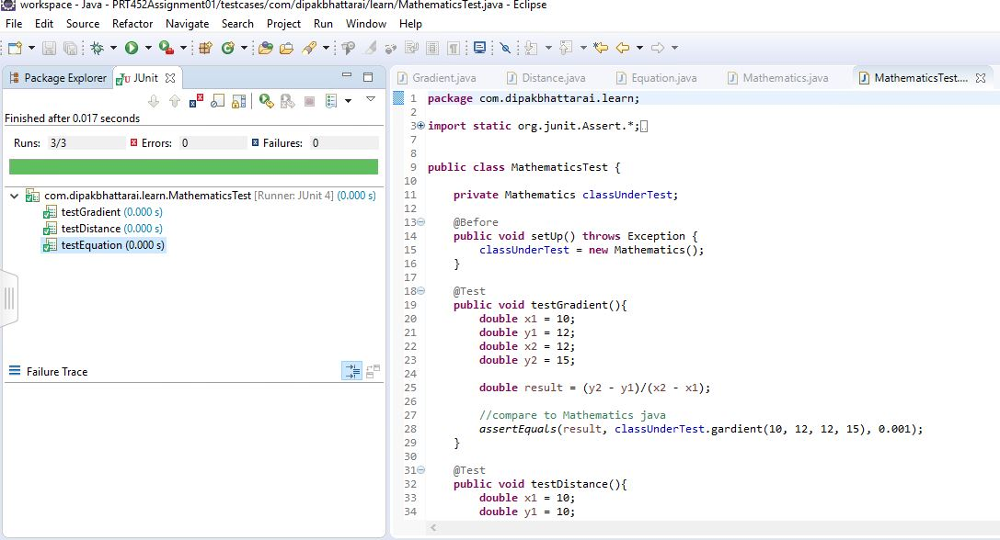 workspace - Java - PRT452Assignment01/testcases/com/dipakbhattarai/learn/MathematicsTest.java - Eclipse
File Edit Source Refactor Navigate Search Project Run Window Help
Package Explorer JUnit
Finished after 0.017 seconds
Runs: 3/3 Errors: 0 Failures: 0
com.dipakbhattarai.learn.MathematicsTest [Runner: JUnit 4] (0.000 s)
testGradient (0.000 s)
testDistance (0.000 s)
testEquation (0.000 s)
Failure Trace
Gradient.java Distance.java Equation.java Mathematics.java MathematicsTest....
1 package com.dipakbhattarai.learn;
2
3 import static org.junit.Assert.*;
7
8
9 public class MathematicsTest {
10
11 private Mathematics classUnderTest;
12
13 @Before
14 public void setUp() throws Exception {
15 classUnderTest = new Mathematics();
16 }
17
18 @Test
19 public void testGradient(){
20 double x1 = 10;
21 double y1 = 12;
22 double x2 = 12;
23 double y2 = 15;
24
25 double result = (y2 - y1)/(x2 - x1);
26
27 //compare to Mathematics java
28 assertEquals(result, classUnderTest.gardient(10, 12, 12, 15), 0.001);
29 }
30
31 @Test
32 public void testDistance(){
33 double x1 = 10;
34 double y1 = 10;